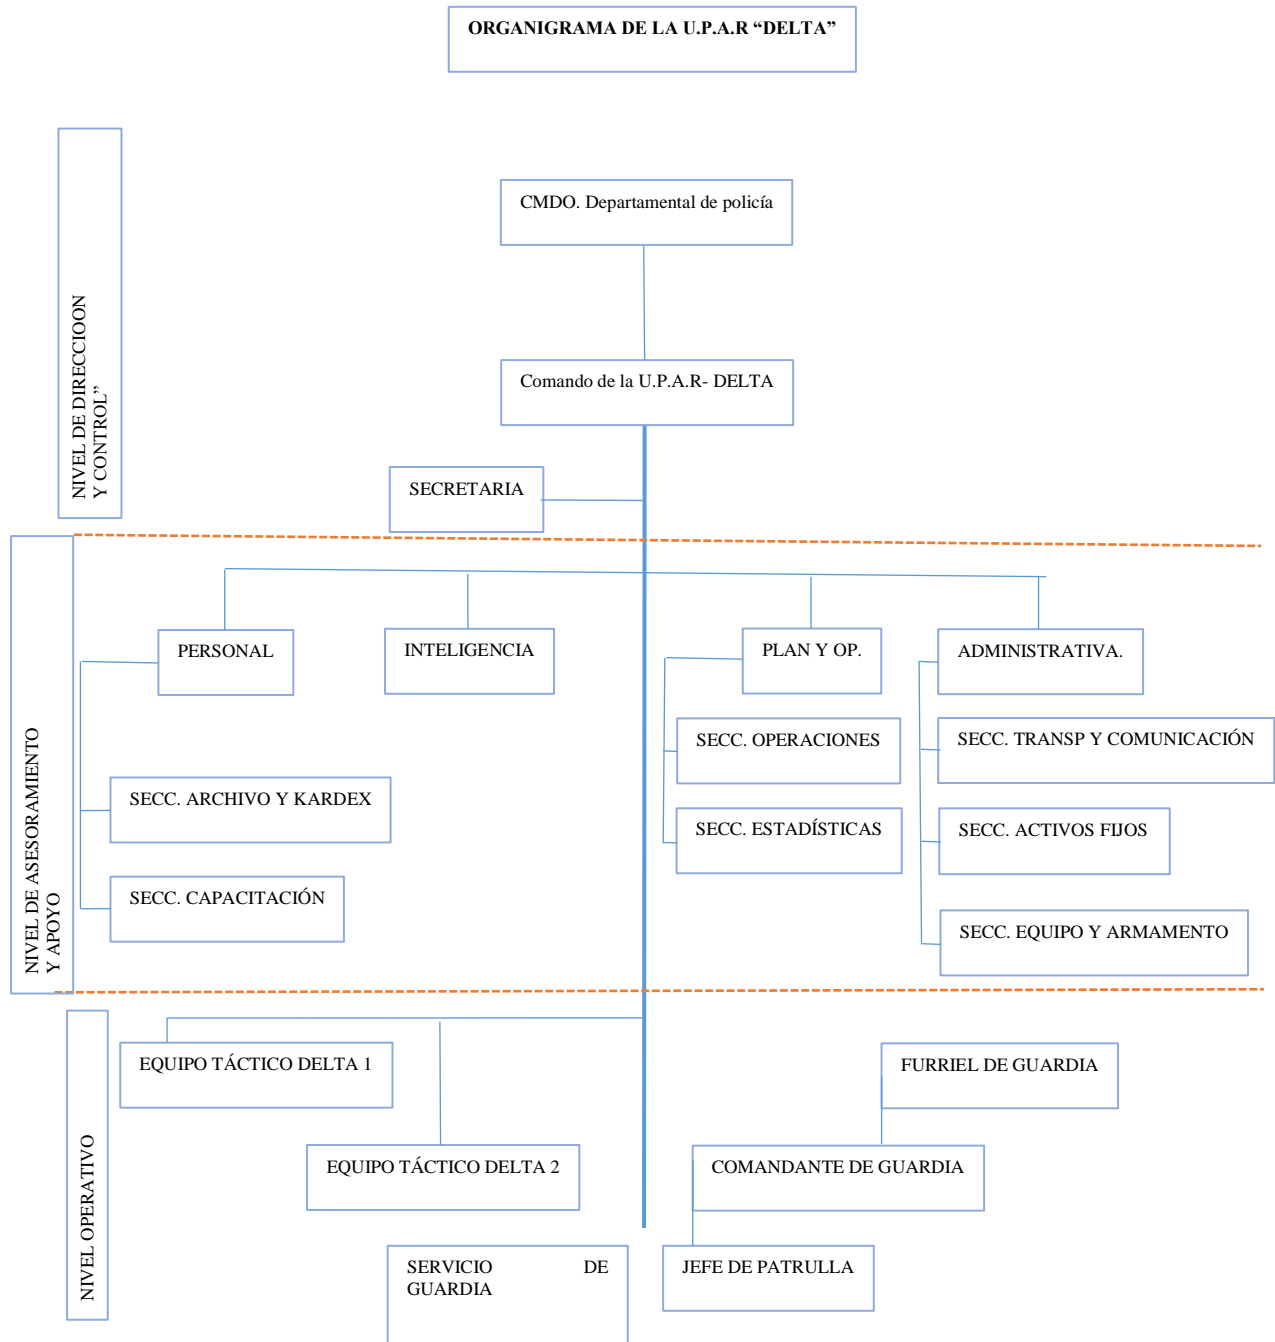 ORGANIGRAMA DE LA U.P.A.R “DELTA”
NIVEL DE DIRECCIOON
Y CONTROL”
CMDO. Departamental de policía
Comando de la U.P.A.R- DELTA
SECRETARIA
NIVEL DE ASESORAMIENTO
Y APOYO
PERSONAL
INTELIGENCIA
PLAN Y OP.
ADMINISTRATIVA.
SECC. OPERACIONES
SECC. TRANSP Y COMUNICACIÓN
SECC. ARCHIVO Y KARDEX
SECC. ESTADÍSTICAS
SECC. ACTIVOS FIJOS
SECC. CAPACITACIÓN
SECC. EQUIPO Y ARMAMENTO
NIVEL OPERATIVO
EQUIPO TÁCTICO DELTA 1
FURRIEL DE GUARDIA
EQUIPO TÁCTICO DELTA 2
COMANDANTE DE GUARDIA
SERVICIO DE
GUARDIA
JEFE DE PATRULLA